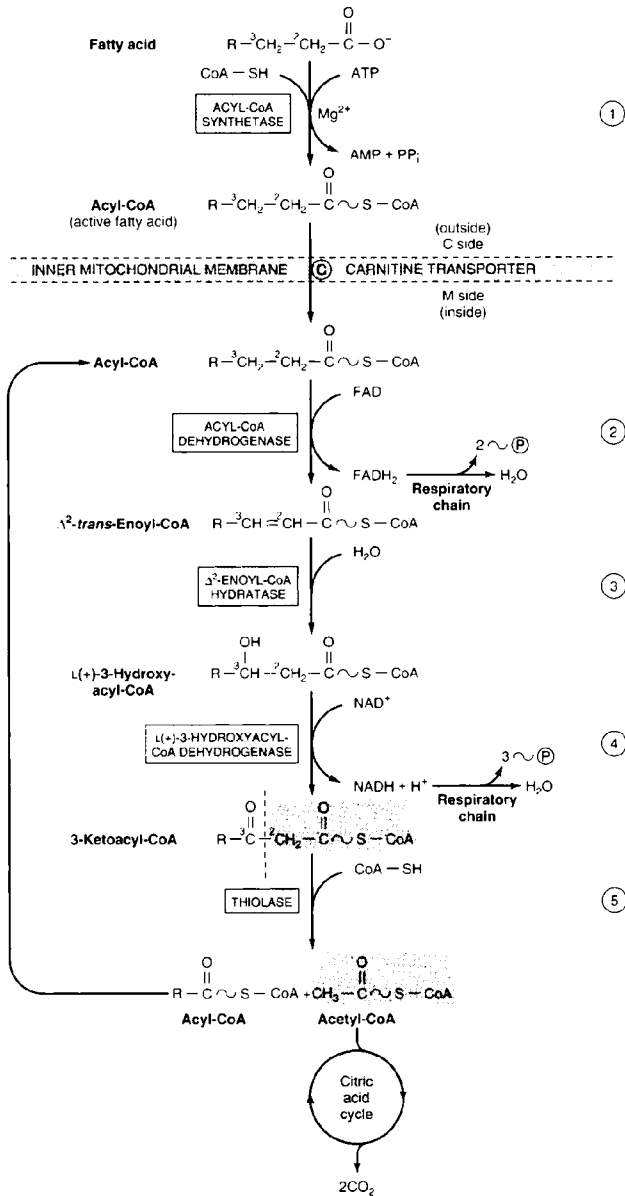 O
||
Fatty acid R–³CH₂–²CH₂–C–O⁻
CoA – SH ATP
ACYL-CoA
SYNTHETASE
Mg²⁺
①
AMP + PPᵢ
O
||
Acyl-CoA R–³CH₂–²CH₂–C ~ S – CoA
(active fatty acid)
(outside)
C side
INNER MITOCHONDRIAL MEMBRANE Ⓒ CARNITINE TRANSPORTER
M side
(inside)
O
||
Acyl-CoA R–³CH₂–²CH₂–C ~ S – CoA
FAD
ACYL-CoA
DEHYDROGENASE
②
2 ~ Ⓟ
FADH₂ H₂O
Respiratory
chain
O
||
Δ²-trans-Enoyl-CoA R–³CH=²CH–C ~ S – CoA
H₂O
Δ²-ENOYL-CoA
HYDRATASE
③
OH O
| ||
L(+)-3-Hydroxy-
acyl-CoA
R–³CH–²CH₂–C ~ S – CoA
NAD⁺
L(+)-3-HYDROXYACYL-
CoA DEHYDROGENASE
④
3 ~ Ⓟ
NADH + H⁺ H₂O
Respiratory
chain
O O
|| ||
3-Ketoacyl-CoA R–³C–²CH₂–C ~ S – CoA
CoA – SH
THIOLASE
⑤
O O
|| ||
R–C ~ S – CoA + CH₃–C ~ S – CoA
Acyl-CoA Acetyl-CoA
Citric
acid
cycle
2CO₂